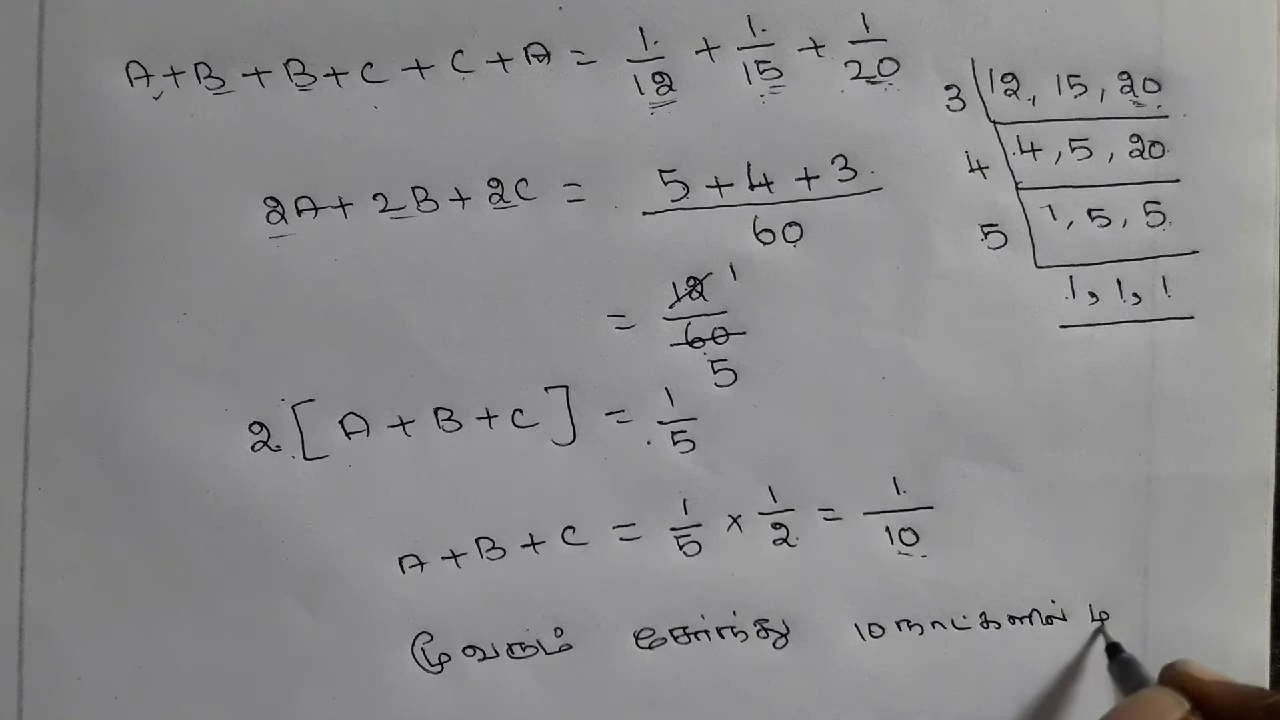 A+B+B+C+C+A = 1/12 + 1/15 + 1/20
2A+2B+2C = 5+4+3/60
= 12/60 1 5
2[A+B+C] = 1/5
A+B+C = 1/5 × 1/2 = 1/10
மூவரும் சேர்ந்து 10 நாட்களில்
3 | 12, 15, 20
4 | 4, 5, 20
5 | 1, 5, 5
1, 1, 1